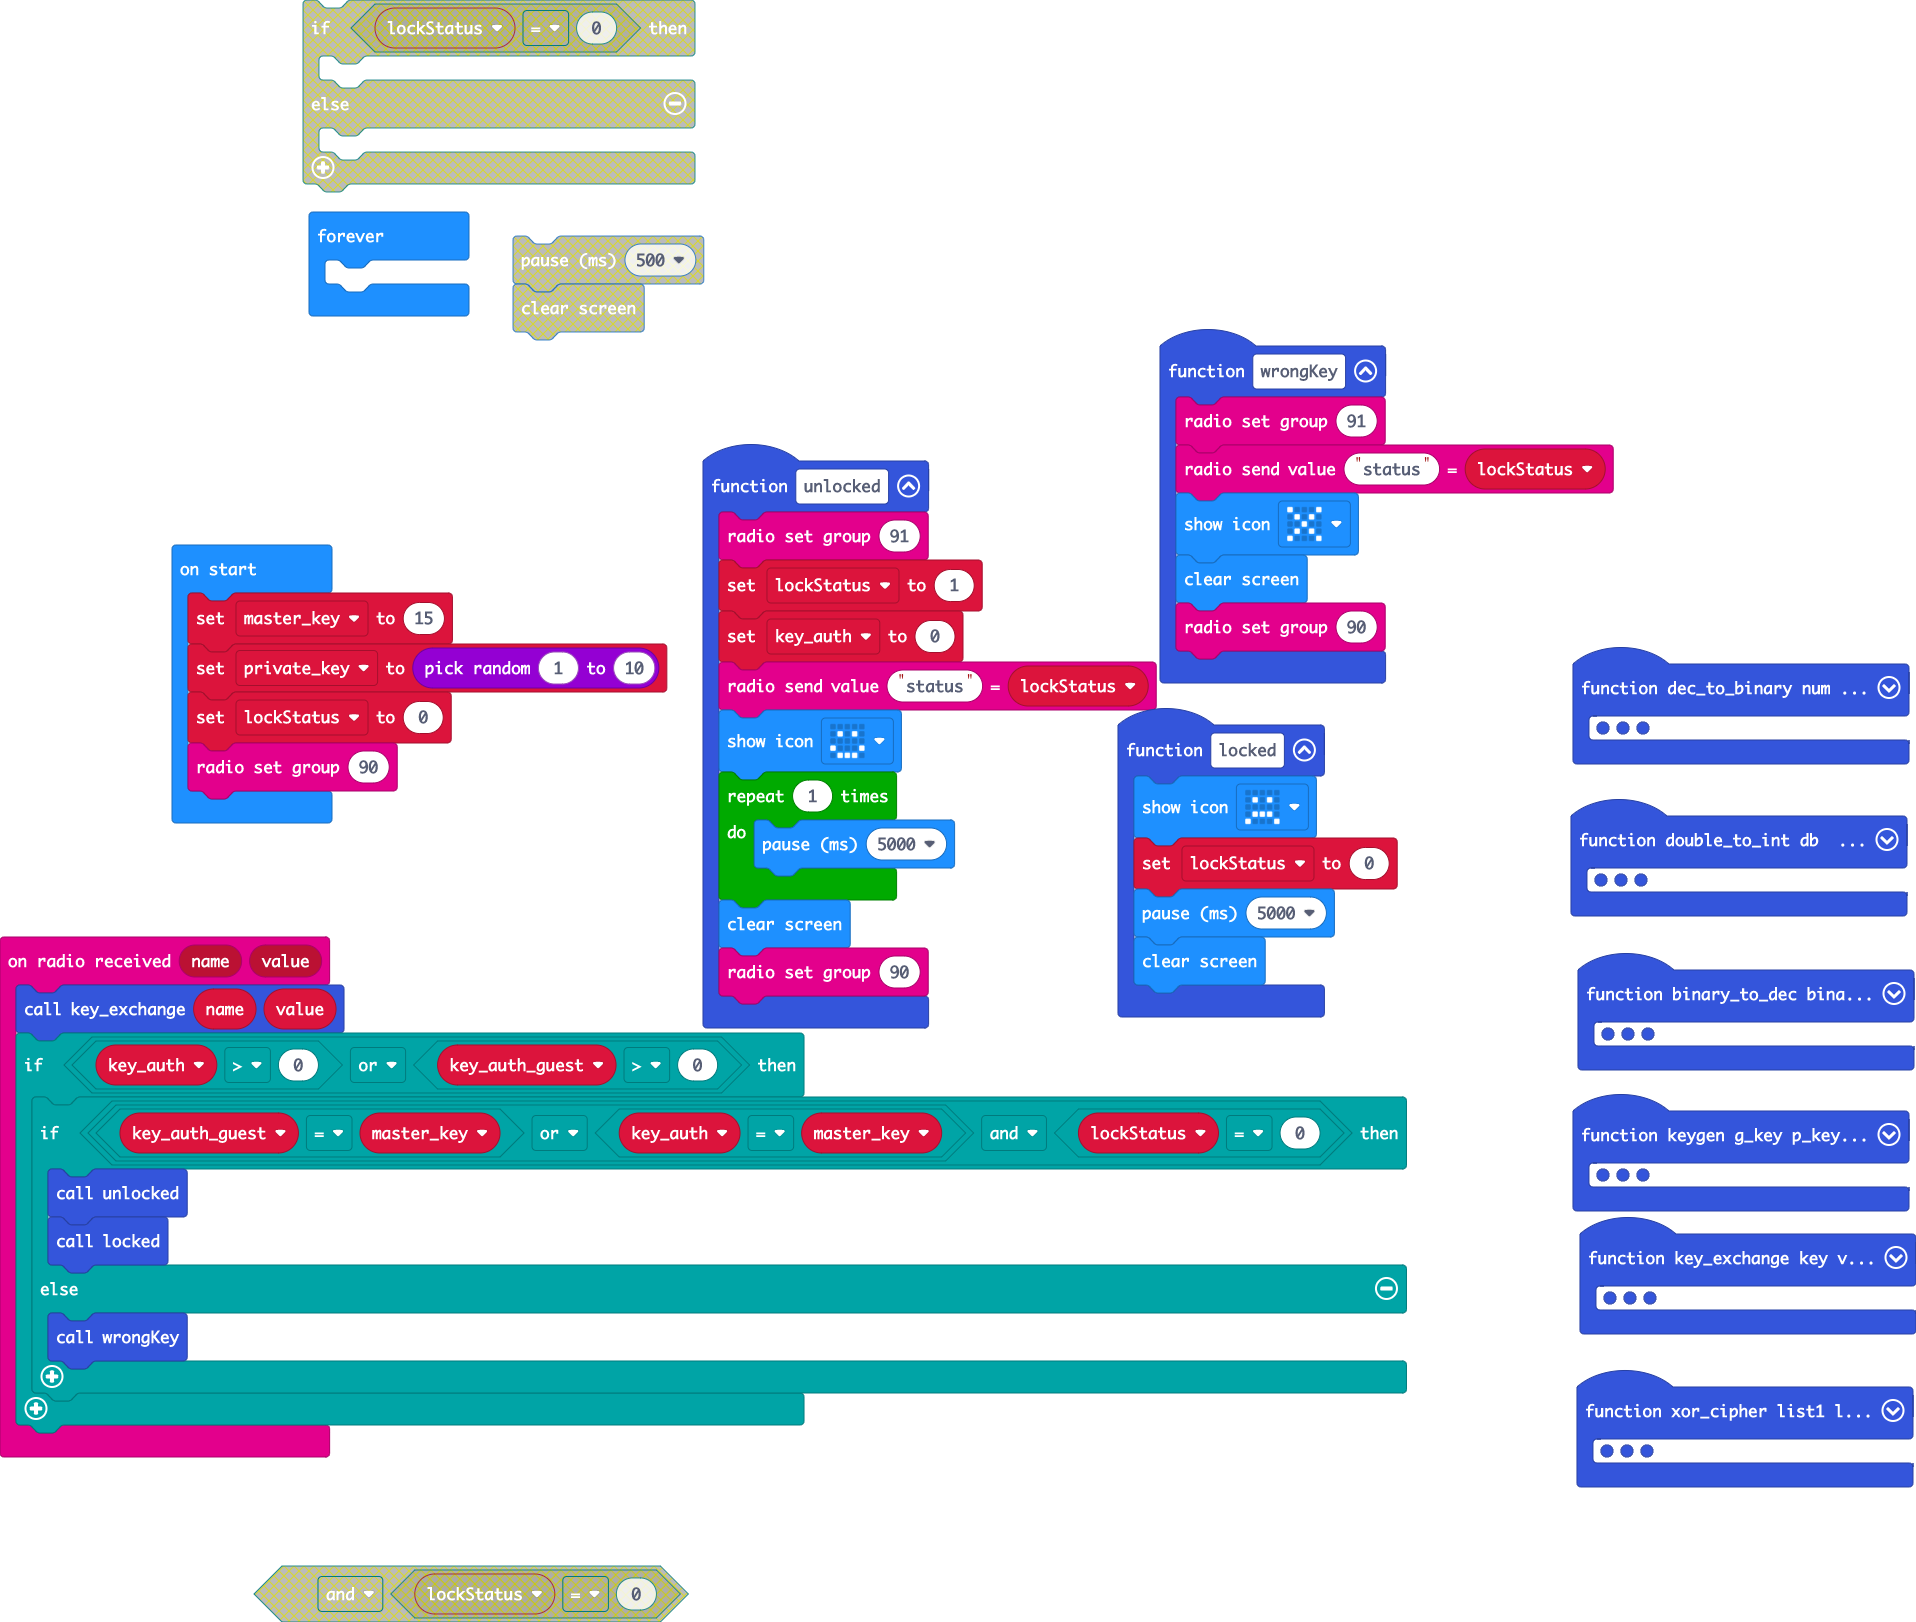 if lockStatus = 0 then
else
forever
pause (ms) 500
clear screen
function wrongKey
radio set group 91
radio send value "status" = lockStatus
show icon
clear screen
radio set group 90
function unlocked
radio set group 91
set lockStatus to 1
set key_auth to 0
radio send value "status" = lockStatus
show icon
repeat 1 times
do pause (ms) 5000
clear screen
radio set group 90
on start
set master_key to 15
set private_key to pick random 1 to 10
set lockStatus to 0
radio set group 90
function locked
show icon
set lockStatus to 0
pause (ms) 5000
clear screen
function dec_to_binary num ...
function double_to_int db ...
function binary_to_dec bina...
function keygen g_key p_key...
function key_exchange key v...
function xor_cipher list1 l...
on radio received name value
call key_exchange name value
if key_auth > 0 or key_auth_guest > 0 then
if key_auth_guest = master_key or key_auth = master_key and lockStatus = 0 then
call unlocked
call locked
else
call wrongKey
and lockStatus = 0